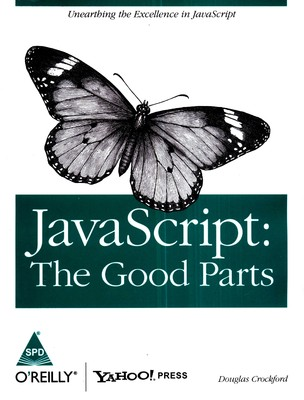 Unearthing the Excellence in JavaScript
JavaScript:
The Good Parts
SPD
O'REILLY® YAHOO!® PRESS
Douglas Crockford